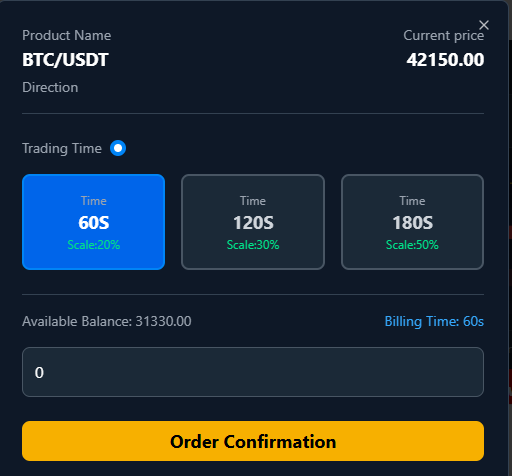 Product Name Current price
BTC/USDT 42150.00
Direction
Trading Time
Time Time Time
60S 120S 180S
Scale:20% Scale:30% Scale:50%
Available Balance: 31330.00 Billing Time: 60s
0
Order Confirmation